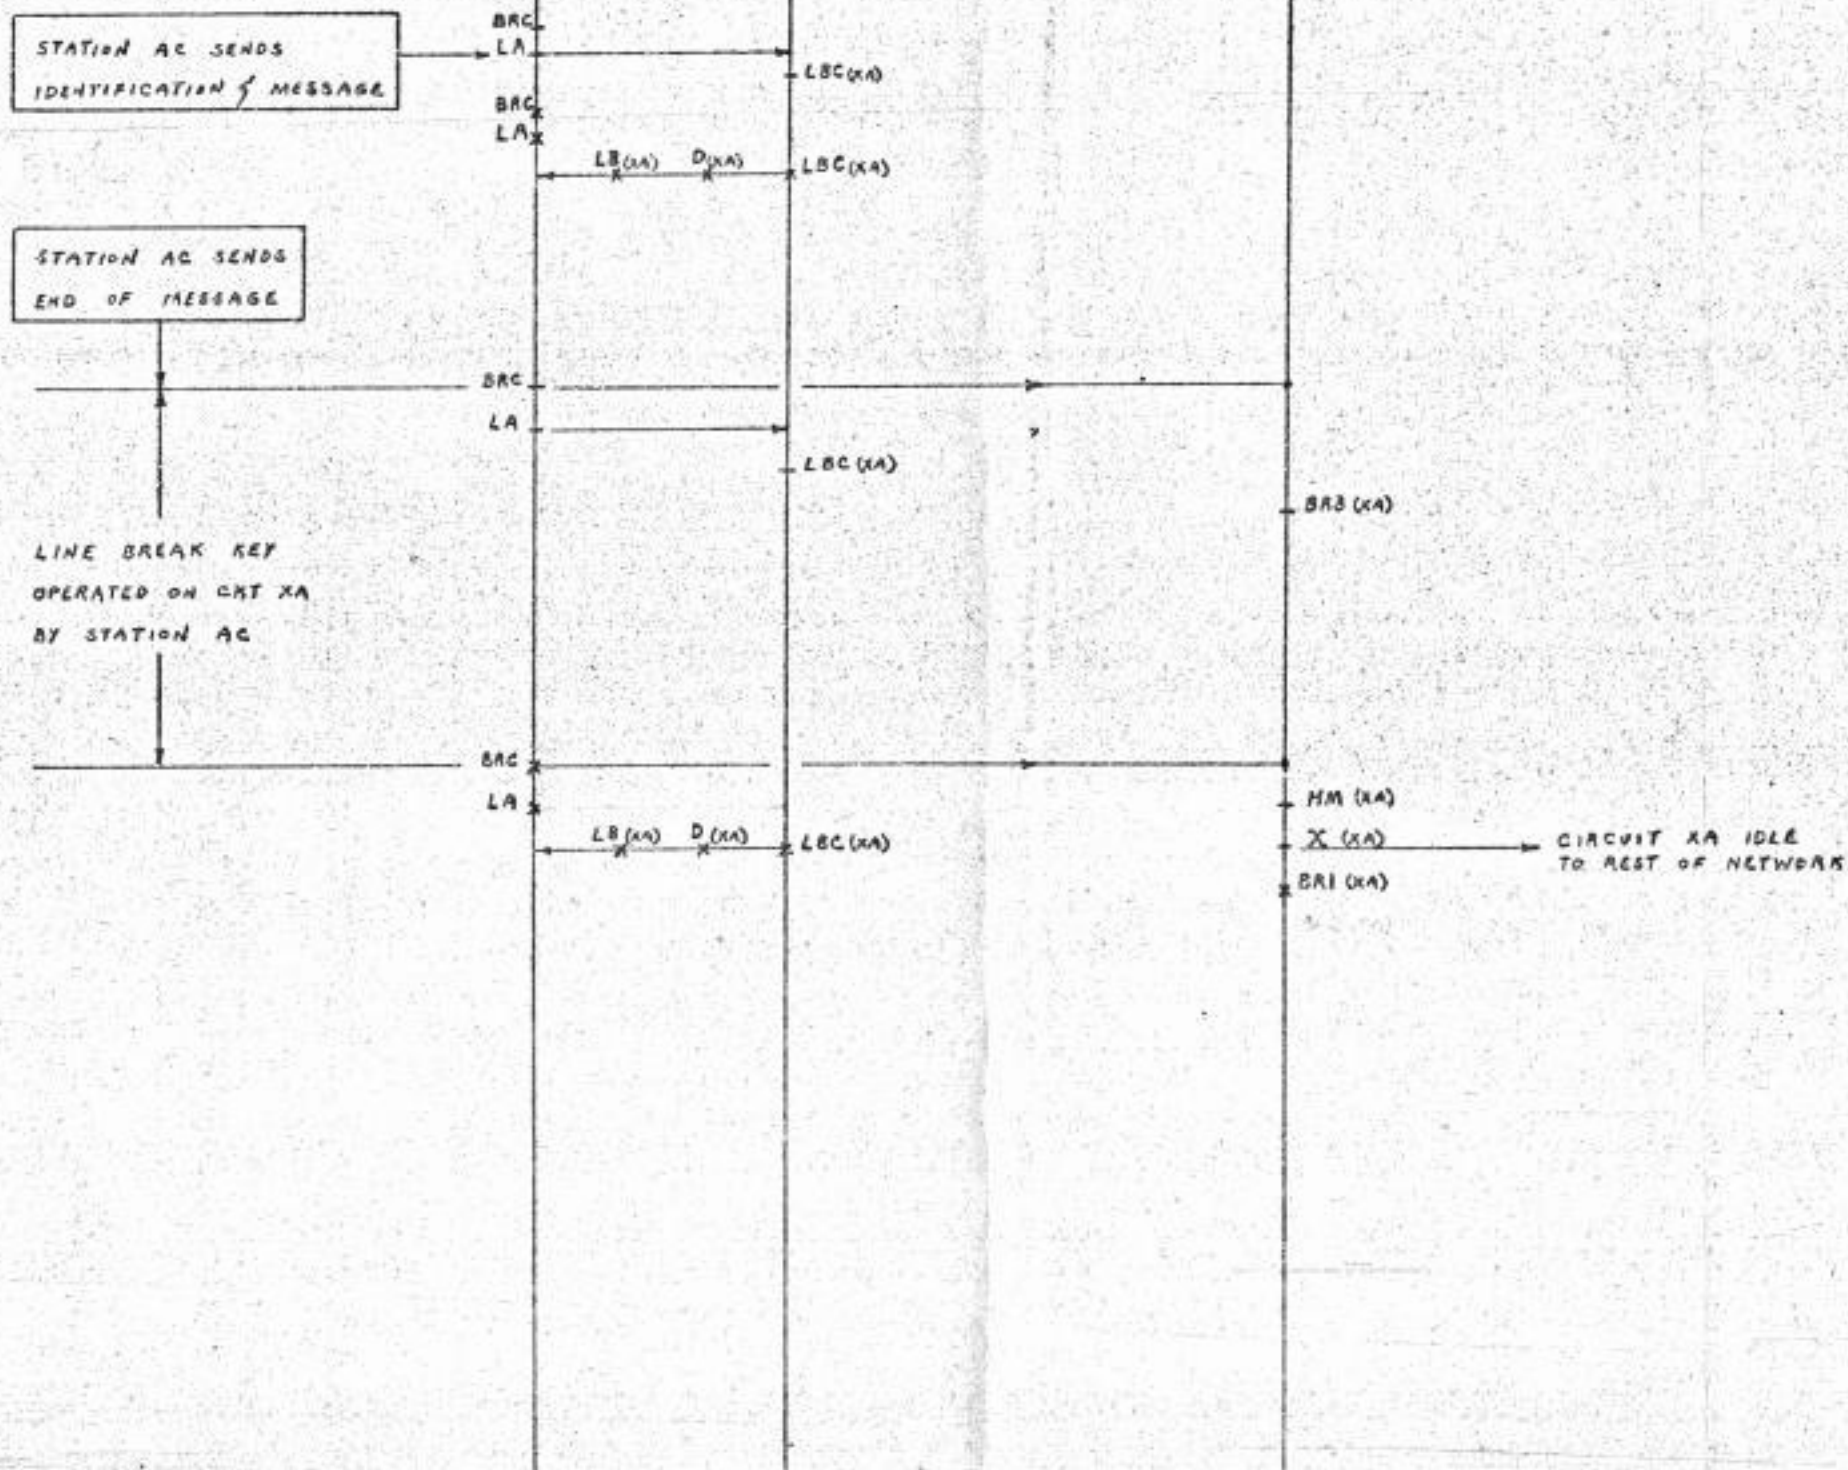 BRC
STATION AC SENDS
IDENTIFICATION & MESSAGE
LA
LBC (XA)
BRC
LA
LB (XA) D (XA) LBC (XA)
STATION AC SENDS
END OF MESSAGE
BRC
LA
LBC (XA)
BR3 (XA)
LINE BREAK KEY
OPERATED ON CKT XA
BY STATION AC
BRC
LA
HM (XA)
LB (XA) D (XA) LBC (XA)
X (XA)
CIRCUIT XA IDLE
TO REST OF NETWORK
BR1 (XA)